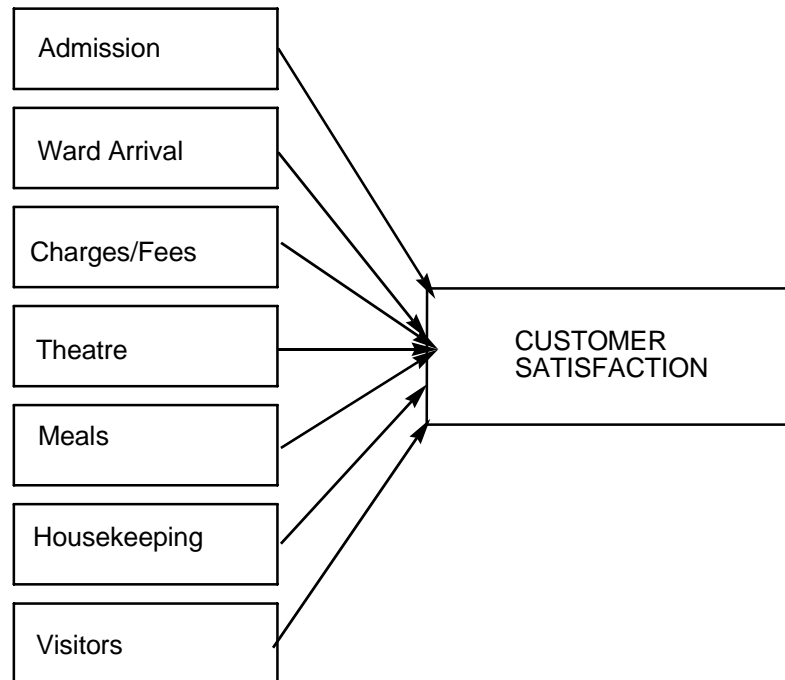 Admission
Ward Arrival
Charges/Fees
Theatre
Meals
Housekeeping
Visitors
CUSTOMER
SATISFACTION